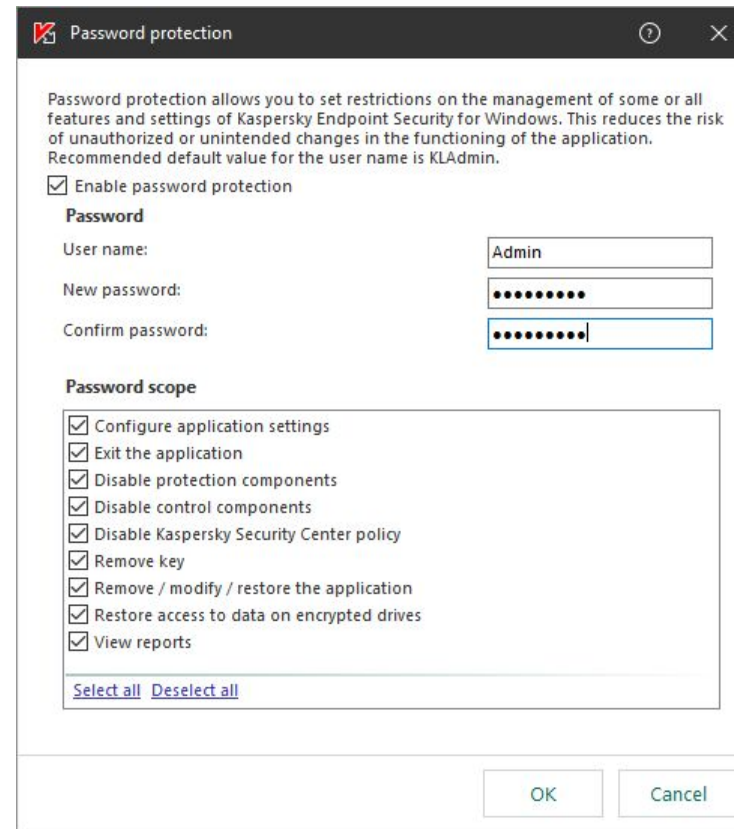 Password protection
Password protection allows you to set restrictions on the management of some or all
features and settings of Kaspersky Endpoint Security for Windows. This reduces the risk
of unauthorized or unintended changes in the functioning of the application.
Recommended default value for the user name is KLAdmin.
Enable password protection
Password
User name:
Admin
New password:
•••••••••
Confirm password:
•••••••••
Password scope
Configure application settings
Exit the application
Disable protection components
Disable control components
Disable Kaspersky Security Center policy
Remove key
Remove / modify / restore the application
Restore access to data on encrypted drives
View reports
Select all Deselect all
OK Cancel